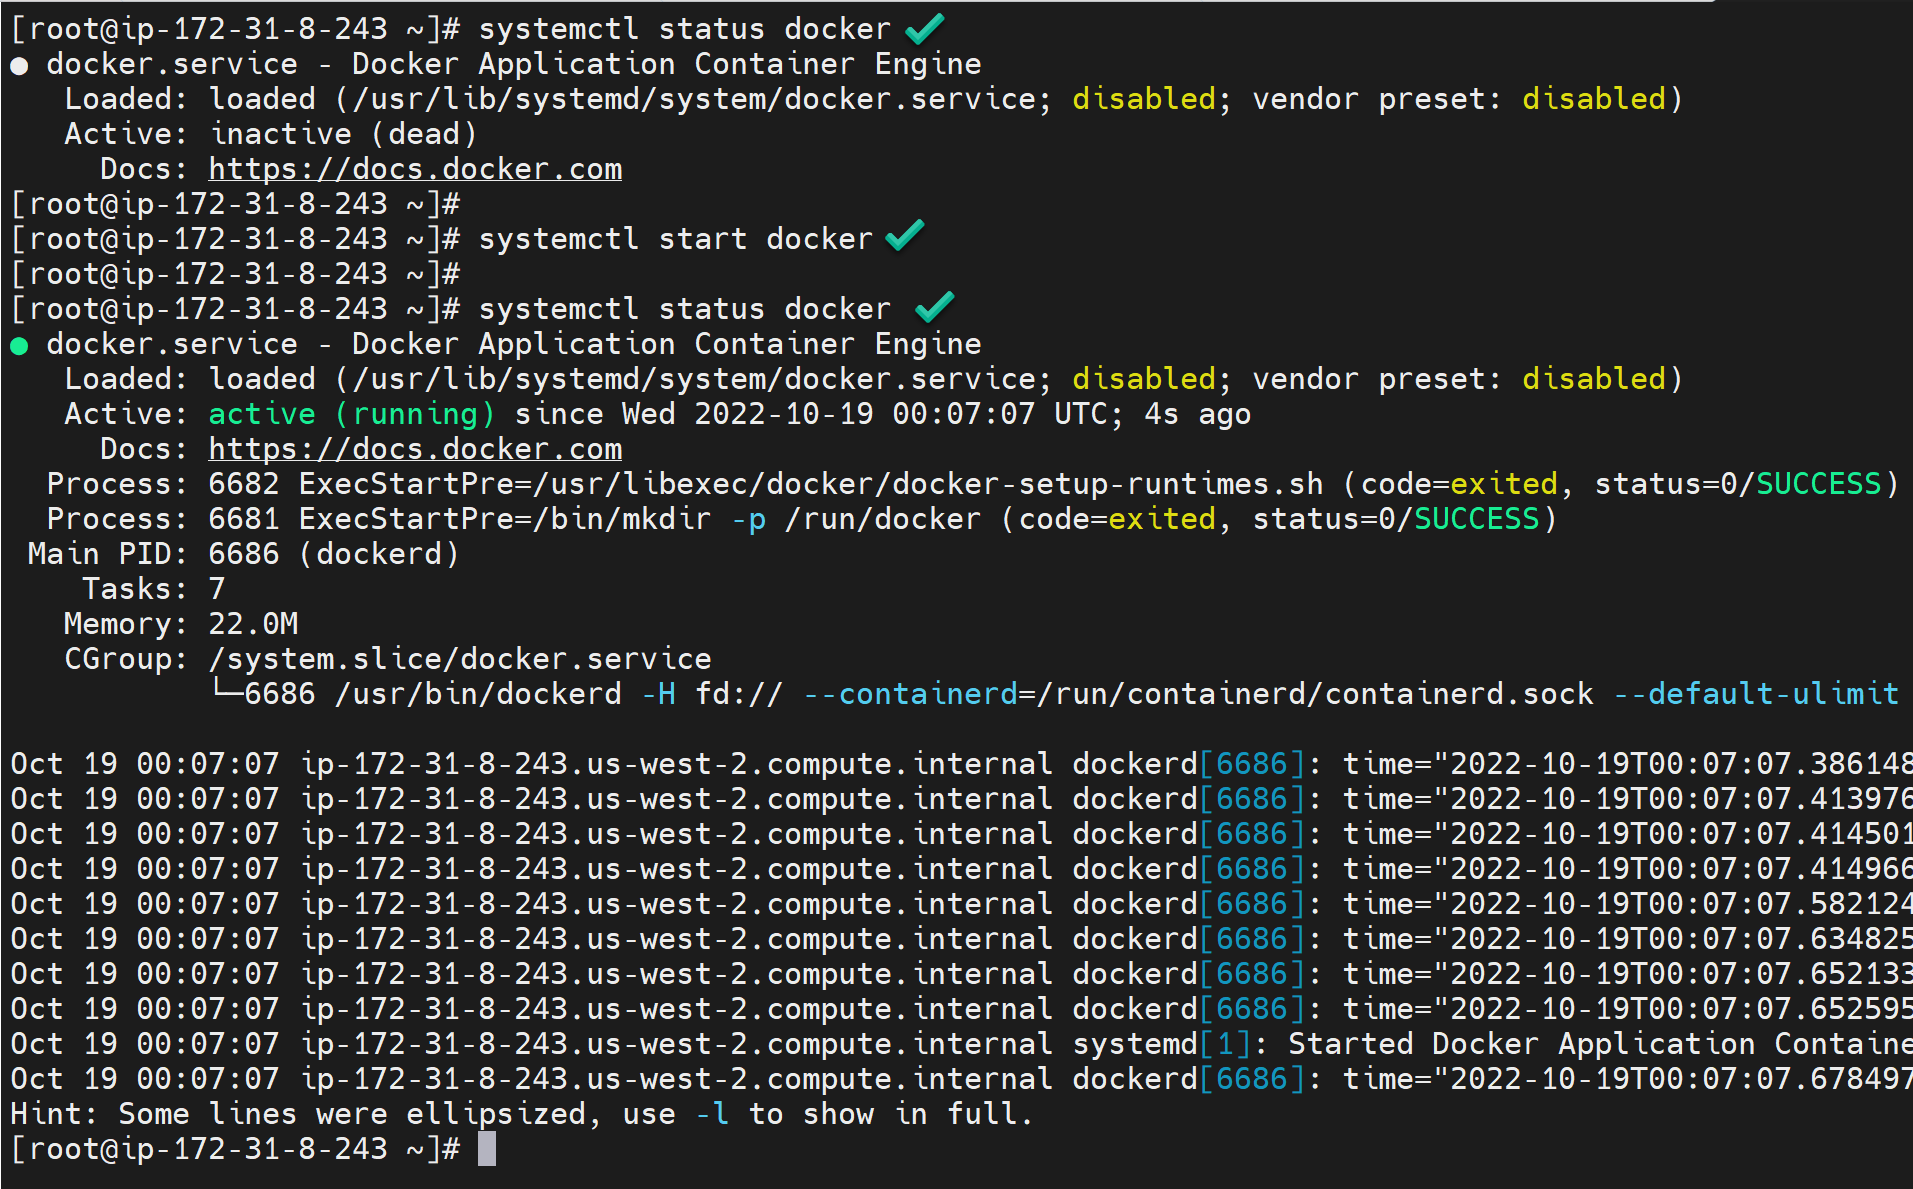 [root@ip-172-31-8-243 ~]# systemctl status docker
● docker.service - Docker Application Container Engine
   Loaded: loaded (/usr/lib/systemd/system/docker.service; disabled; vendor preset: disabled)
   Active: inactive (dead)
     Docs: https://docs.docker.com
[root@ip-172-31-8-243 ~]#
[root@ip-172-31-8-243 ~]# systemctl start docker
[root@ip-172-31-8-243 ~]#
[root@ip-172-31-8-243 ~]# systemctl status docker
● docker.service - Docker Application Container Engine
   Loaded: loaded (/usr/lib/systemd/system/docker.service; disabled; vendor preset: disabled)
   Active: active (running) since Wed 2022-10-19 00:07:07 UTC; 4s ago
     Docs: https://docs.docker.com
  Process: 6682 ExecStartPre=/usr/libexec/docker/docker-setup-runtimes.sh (code=exited, status=0/SUCCESS)
  Process: 6681 ExecStartPre=/bin/mkdir -p /run/docker (code=exited, status=0/SUCCESS)
 Main PID: 6686 (dockerd)
    Tasks: 7
   Memory: 22.0M
   CGroup: /system.slice/docker.service
           └─6686 /usr/bin/dockerd -H fd:// --containerd=/run/containerd/containerd.sock --default-ulimit

Oct 19 00:07:07 ip-172-31-8-243.us-west-2.compute.internal dockerd[6686]: time="2022-10-19T00:07:07.386148
Oct 19 00:07:07 ip-172-31-8-243.us-west-2.compute.internal dockerd[6686]: time="2022-10-19T00:07:07.413976
Oct 19 00:07:07 ip-172-31-8-243.us-west-2.compute.internal dockerd[6686]: time="2022-10-19T00:07:07.414501
Oct 19 00:07:07 ip-172-31-8-243.us-west-2.compute.internal dockerd[6686]: time="2022-10-19T00:07:07.414966
Oct 19 00:07:07 ip-172-31-8-243.us-west-2.compute.internal dockerd[6686]: time="2022-10-19T00:07:07.582124
Oct 19 00:07:07 ip-172-31-8-243.us-west-2.compute.internal dockerd[6686]: time="2022-10-19T00:07:07.634825
Oct 19 00:07:07 ip-172-31-8-243.us-west-2.compute.internal dockerd[6686]: time="2022-10-19T00:07:07.652133
Oct 19 00:07:07 ip-172-31-8-243.us-west-2.compute.internal dockerd[6686]: time="2022-10-19T00:07:07.652595
Oct 19 00:07:07 ip-172-31-8-243.us-west-2.compute.internal systemd[1]: Started Docker Application Containe
Oct 19 00:07:07 ip-172-31-8-243.us-west-2.compute.internal dockerd[6686]: time="2022-10-19T00:07:07.678497
Hint: Some lines were ellipsized, use -l to show in full.
[root@ip-172-31-8-243 ~]#